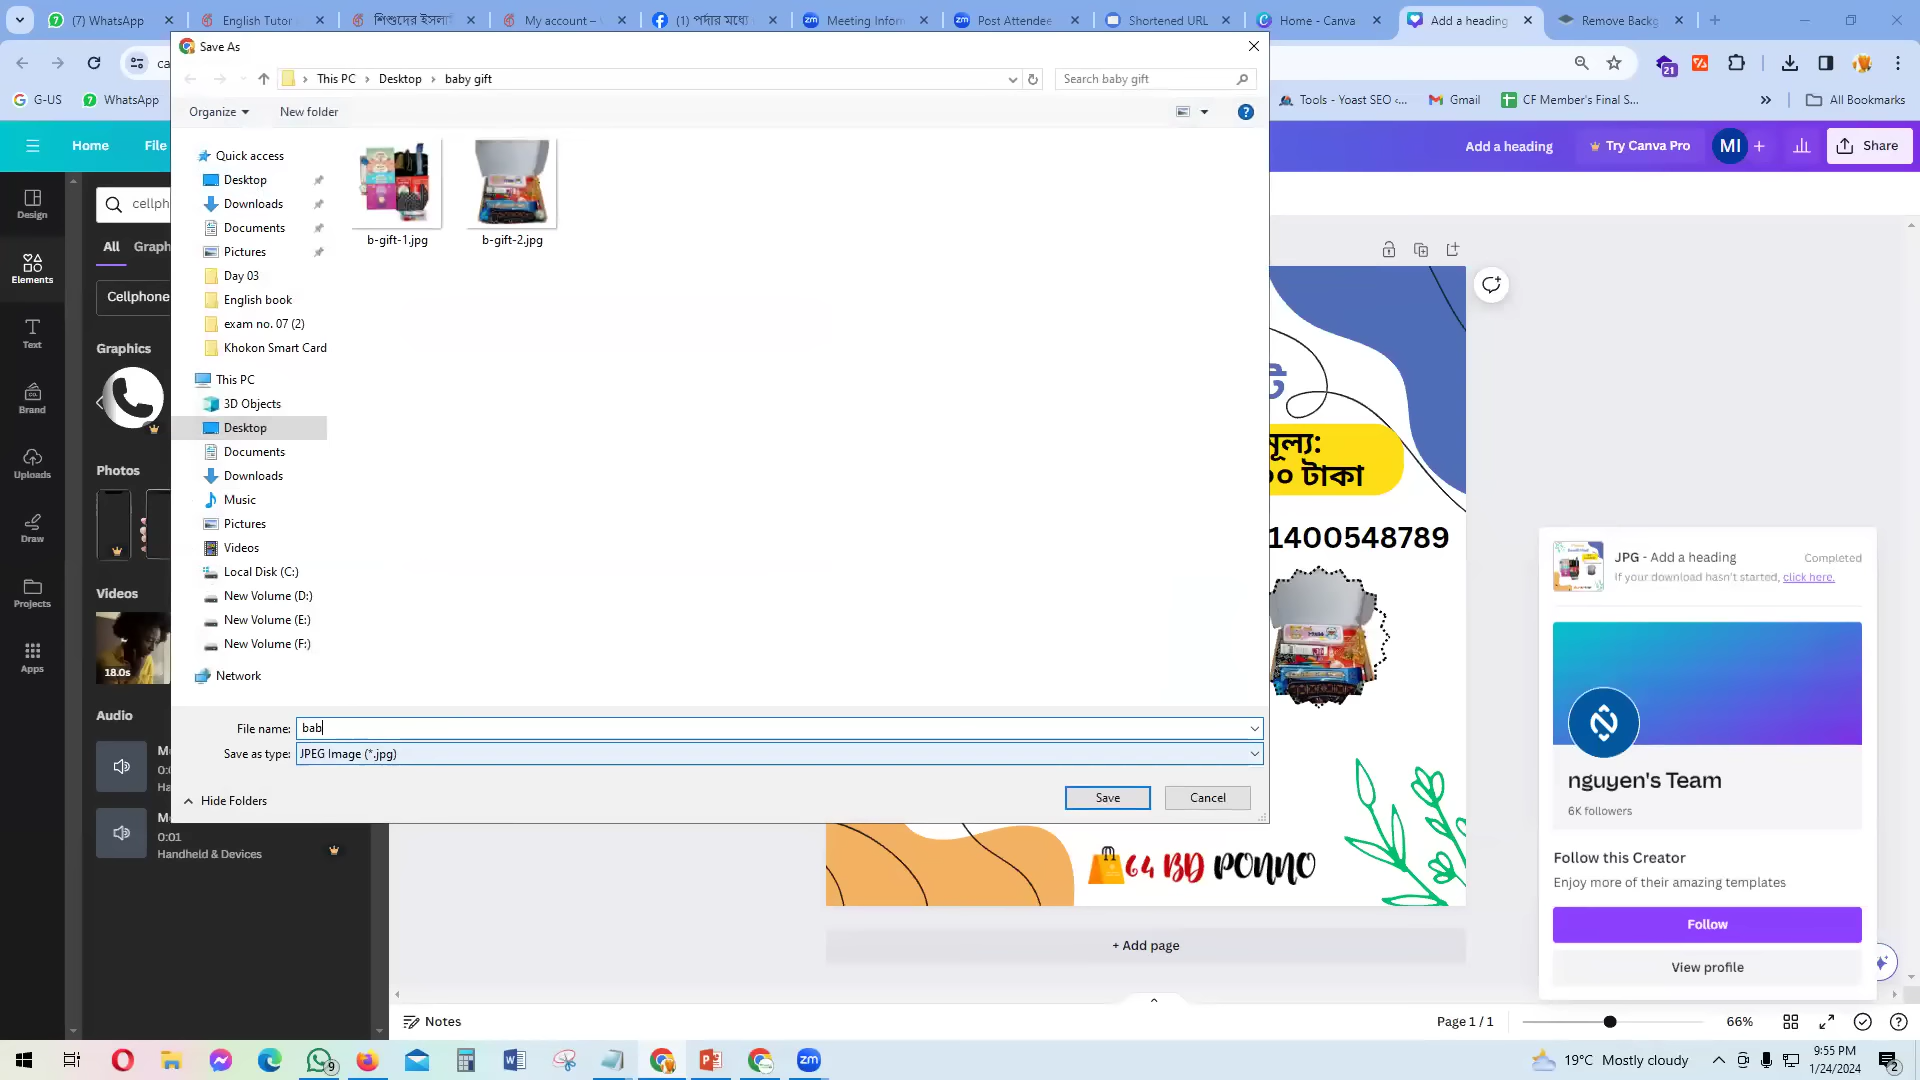 (7) WhatsApp
English Tutor
শিশুদের ইসলা
My account –
(1) পর্দার মধ্যে
Meeting Inform
Post Attendee
Shortened URL
Home - Canva
Add a heading
Remove Backg
Save As
This PC > Desktop > baby gift
Search baby gift
21
G-US
WhatsApp
Tools - Yoast SEO ‹...
Gmail
CF Member's Final S...
All Bookmarks
Organize
New folder
Home
File
Add a heading
Try Canva Pro
MI
Share
Design
Elements
Text
Brand
Uploads
Draw
Projects
Apps
cellph
All
Graph
Cellphone
Graphics
Photos
Videos
18.0s
Audio
0:01
Handheld & Devices
Quick access
Desktop
Downloads
Documents
Pictures
Day 03
English book
exam no. 07 (2)
Khokon Smart Card
This PC
3D Objects
Desktop
Documents
Downloads
Music
Pictures
Videos
Local Disk (C:)
New Volume (D:)
New Volume (E:)
New Volume (F:)
Network
b-gift-1.jpg
b-gift-2.jpg
File name: bab
Save as type: JPEG Image (*.jpg)
Hide Folders
Save
Cancel
মূল্য:
টাকা
1400548789
64 BD PONNO
+ Add page
JPG - Add a heading
Completed
If your download hasn't started, click here.
nguyen's Team
6K followers
Follow this Creator
Enjoy more of their amazing templates
Follow
View profile
Notes
Page 1 / 1
66%
9
19°C Mostly cloudy
9:55 PM
1/24/2024
2